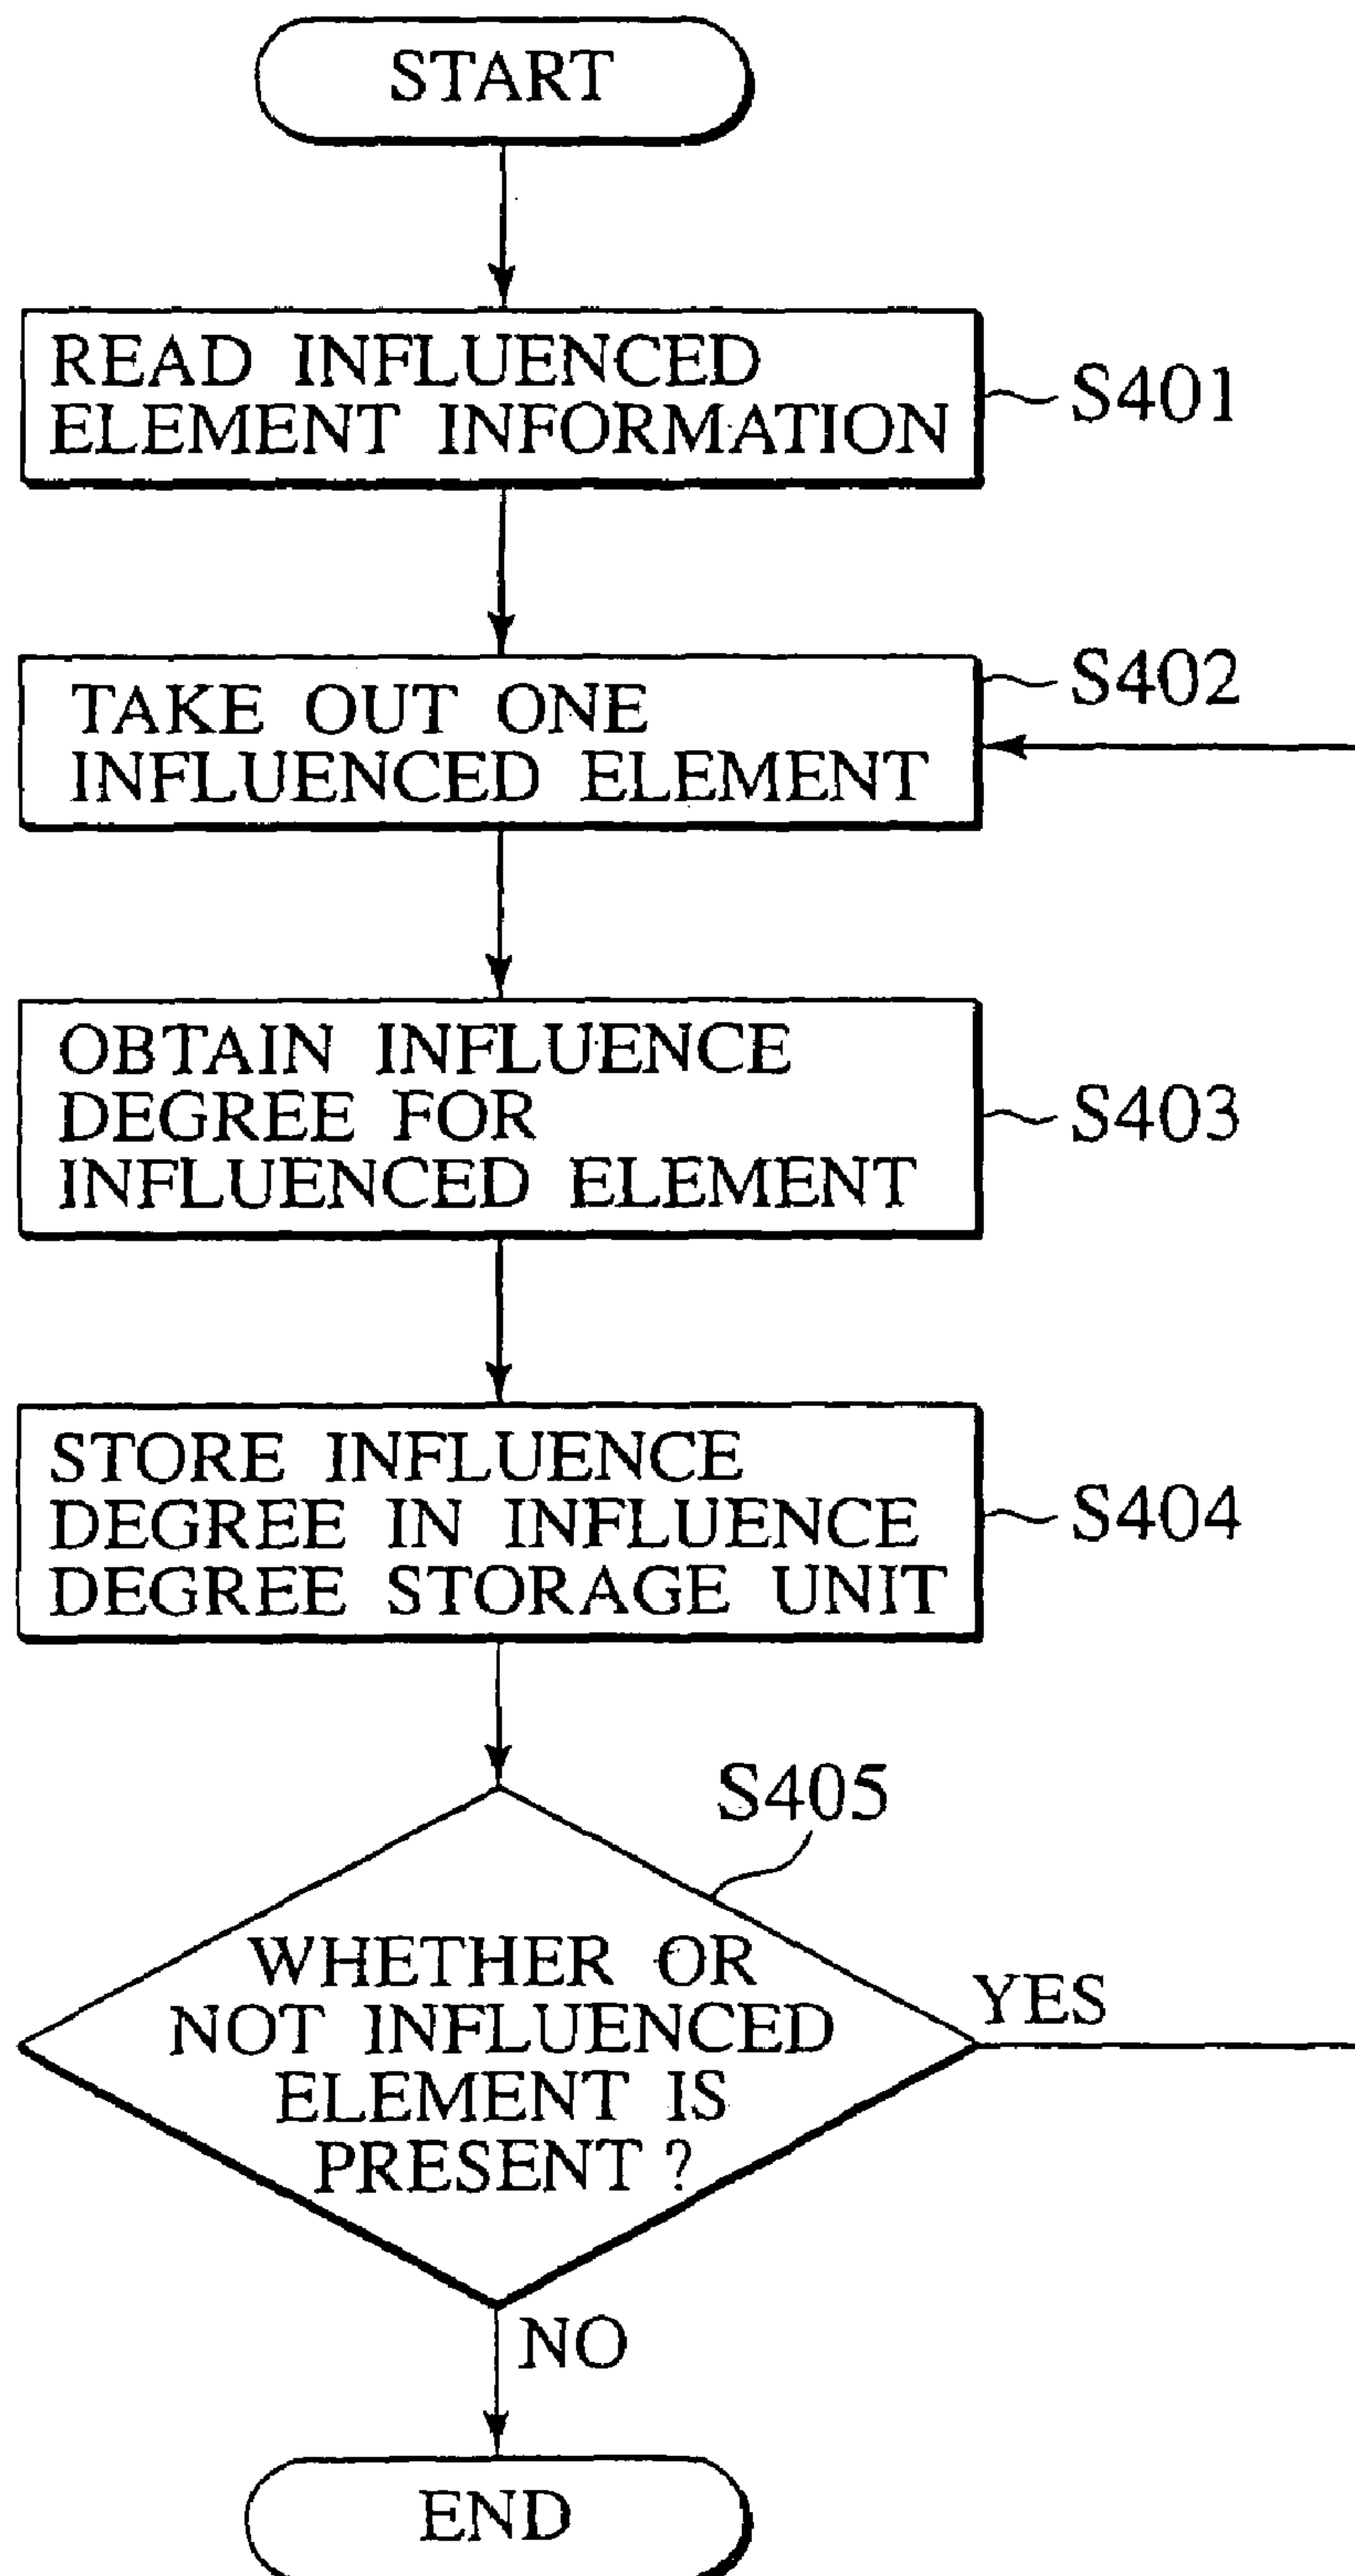 START
READ INFLUENCED
ELEMENT INFORMATION
S401
TAKE OUT ONE
INFLUENCED ELEMENT
S402
OBTAIN INFLUENCE
DEGREE FOR
INFLUENCED ELEMENT
S403
STORE INFLUENCE
DEGREE IN INFLUENCE
DEGREE STORAGE UNIT
S404
S405
WHETHER OR
NOT INFLUENCED
ELEMENT IS
PRESENT?
YES
NO
END